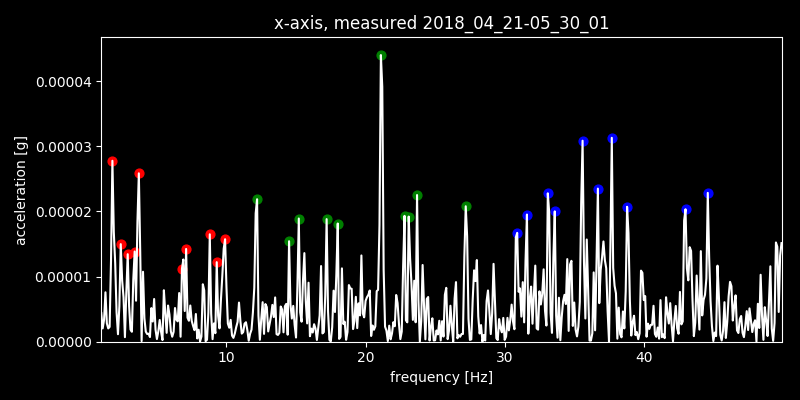 x-axis, measured 2018_04_21-05_30_01
0.00004
0.00003
0.00002
0.00001
0.00000
acceleration [g]
10 20 30 40
frequency [Hz]